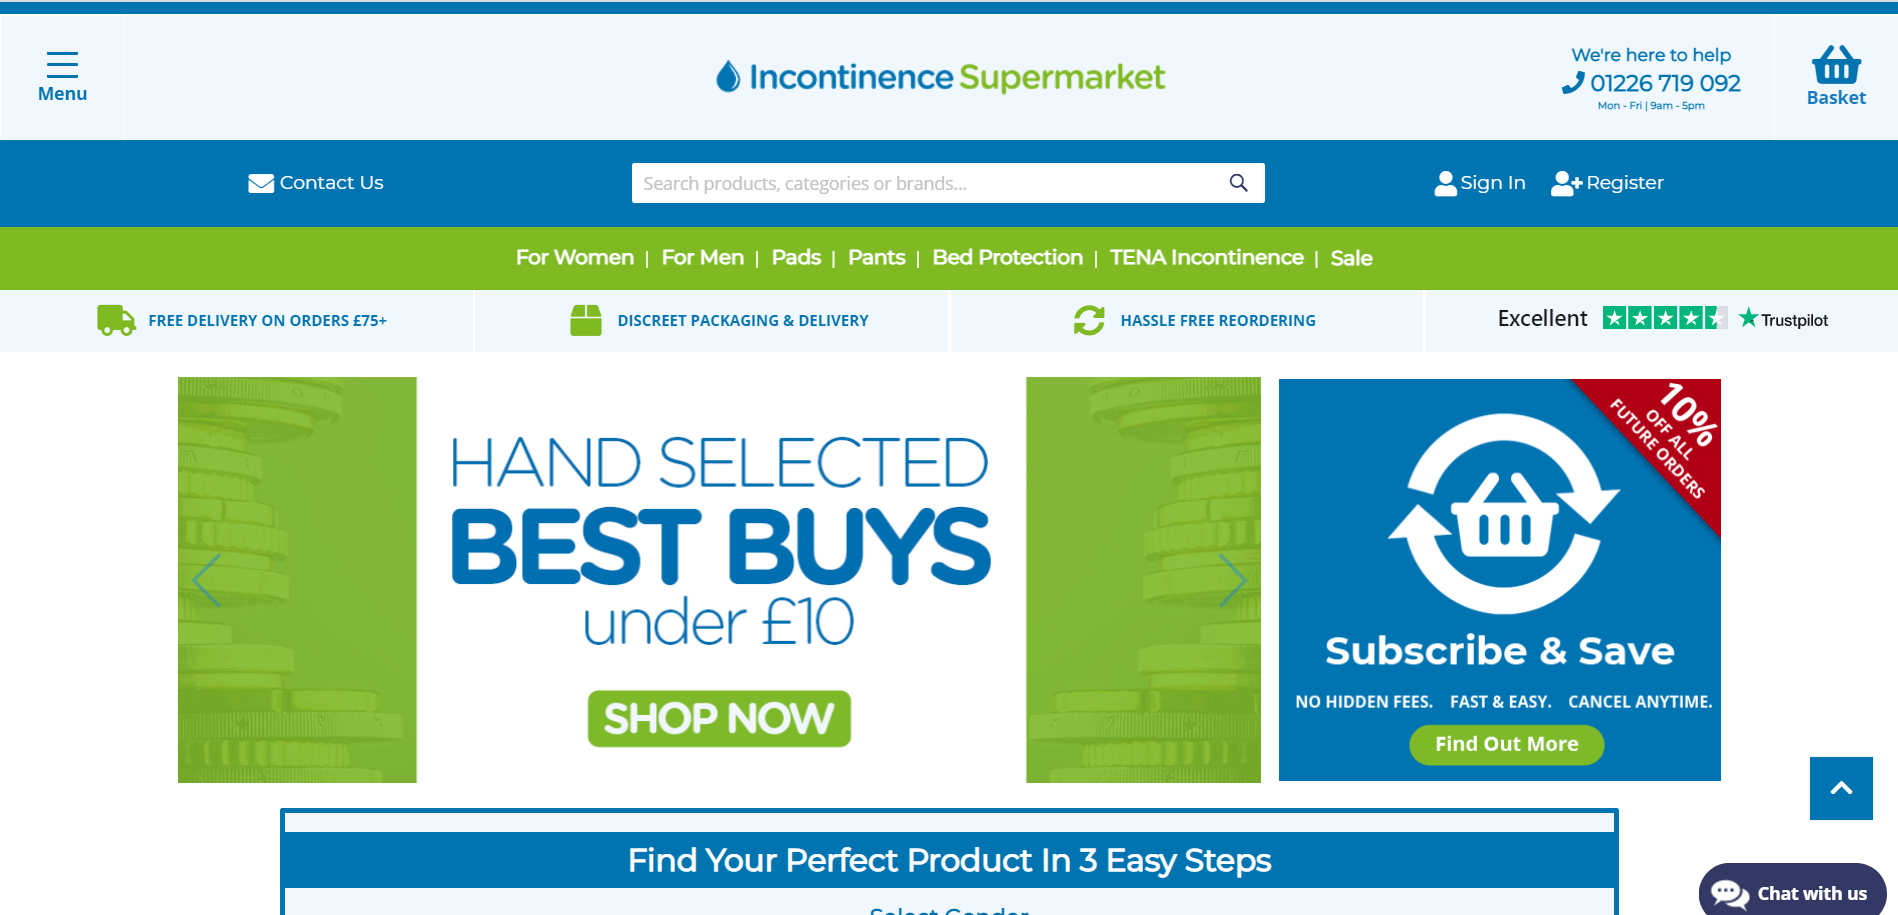 Menu
Incontinence Supermarket
We're here to help
01226 719 092
Mon - Fri | 9am - 5pm
Basket
Contact Us
Search products, categories or brands...
Sign In
Register
For Women | For Men | Pads | Pants | Bed Protection | TENA Incontinence | Sale
FREE DELIVERY ON ORDERS £75+
DISCREET PACKAGING & DELIVERY
HASSLE FREE REORDERING
Excellent
Trustpilot
HAND SELECTED
BEST BUYS
under £10
SHOP NOW
10%
OFF ALL
FUTURE ORDERS
Subscribe & Save
NO HIDDEN FEES. FAST & EASY. CANCEL ANYTIME.
Find Out More
Find Your Perfect Product In 3 Easy Steps
Select Gender
Chat with us